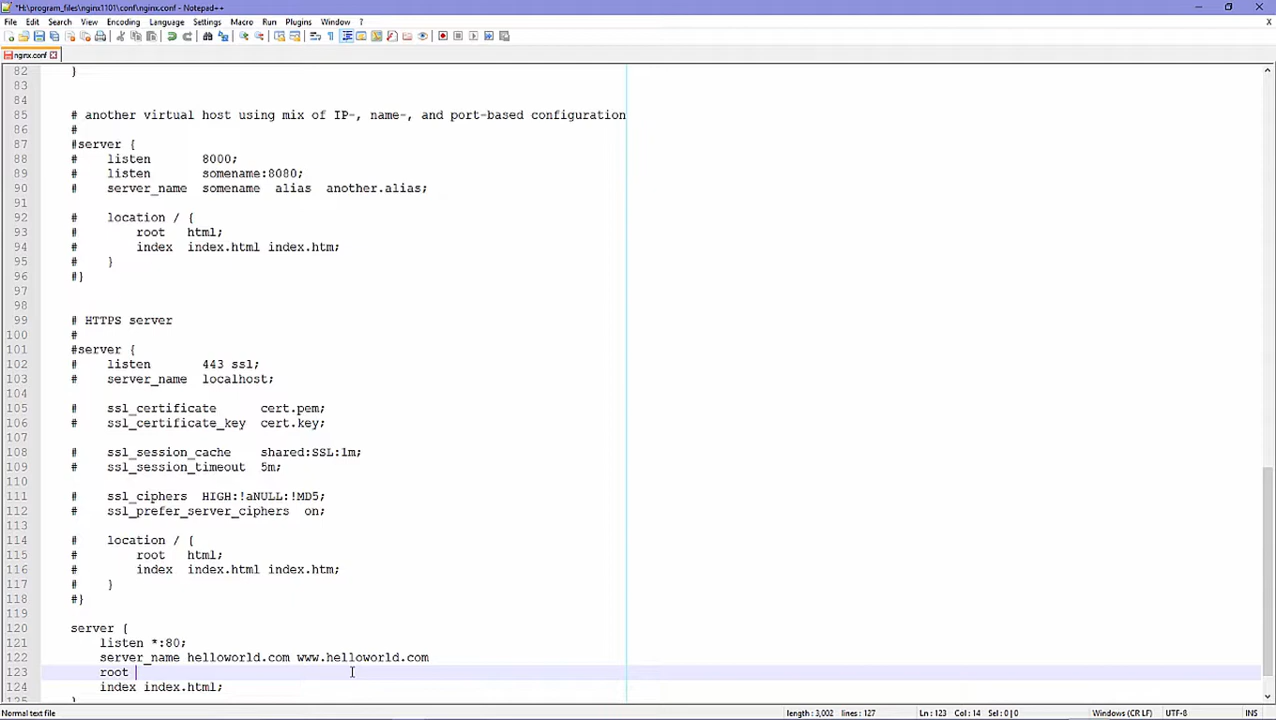 *H:\program_files\nginx1101\conf\nginx.conf - Notepad++
File Edit Search View Encoding Language Settings Macro Run Plugins Window ? X
nginx.conf
82 }
83
84
85 # another virtual host using mix of IP-, name-, and port-based configuration
86 #
87 #server {
88 # listen 8000;
89 # listen somename:8080;
90 # server_name somename alias another.alias;
91
92 # location / {
93 # root html;
94 # index index.html index.htm;
95 # }
96 #}
97
98
99 # HTTPS server
100 #
101 #server {
102 # listen 443 ssl;
103 # server_name localhost;
104
105 # ssl_certificate cert.pem;
106 # ssl_certificate_key cert.key;
107
108 # ssl_session_cache shared:SSL:1m;
109 # ssl_session_timeout 5m;
110
111 # ssl_ciphers HIGH:!aNULL:!MD5;
112 # ssl_prefer_server_ciphers on;
113
114 # location / {
115 # root html;
116 # index index.html index.htm;
117 # }
118 #}
119
120 server {
121 listen *:80;
122 server_name helloworld.com www.helloworld.com
123 root
124 index index.html;
125 }
Normal text file length : 3,002 lines : 127 Ln : 123 Col : 14 Sel : 0 | 0 Windows (CR LF) UTF-8 INS